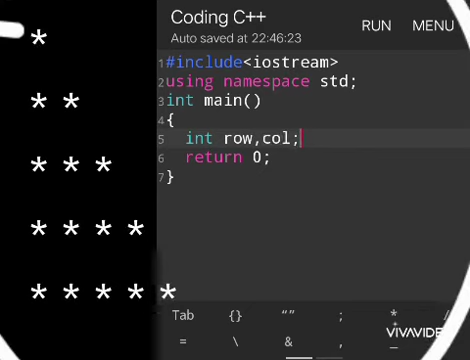 *
* *
* * *
* * * *
* * * * *
Coding C++
Auto saved at 22:46:23
RUN MENU
1#include<iostream>
2using namespace std;
3int main()
4{
5 int row,col;
6 return 0;
7}
Tab {} “” ; * /
= \ & , _
VIVAVIDE